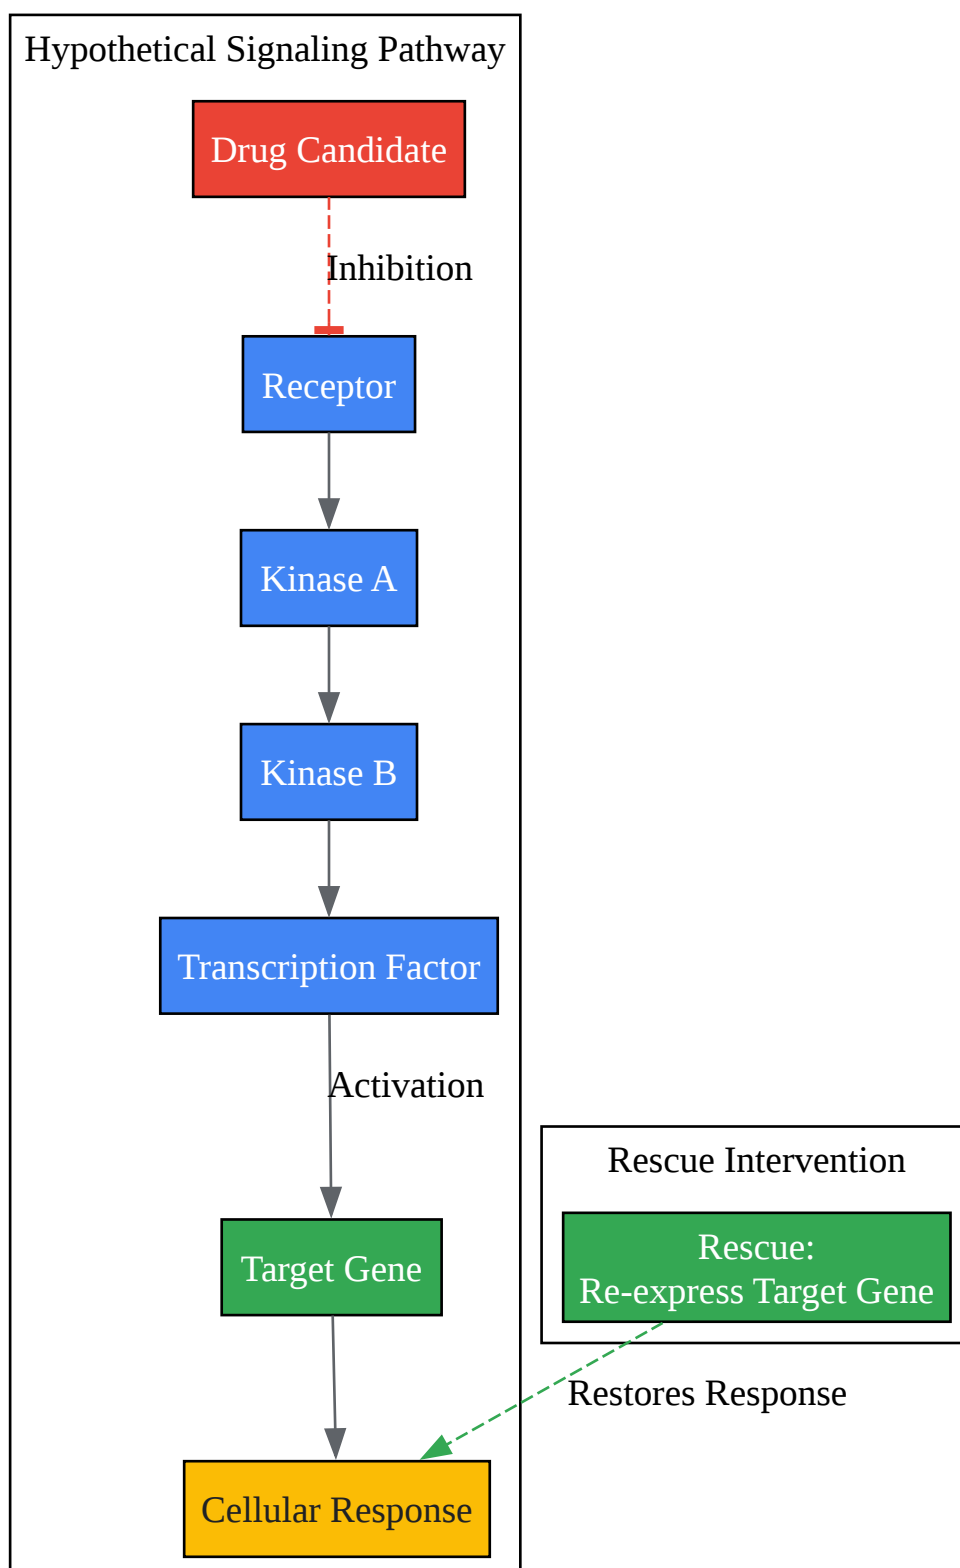 Hypothetical Signaling Pathway
Drug Candidate
Inhibition
Receptor
Kinase A
Kinase B
Transcription Factor
Activation
Target Gene
Rescue Intervention
Rescue:
Re-express Target Gene
Restores Response
Cellular Response